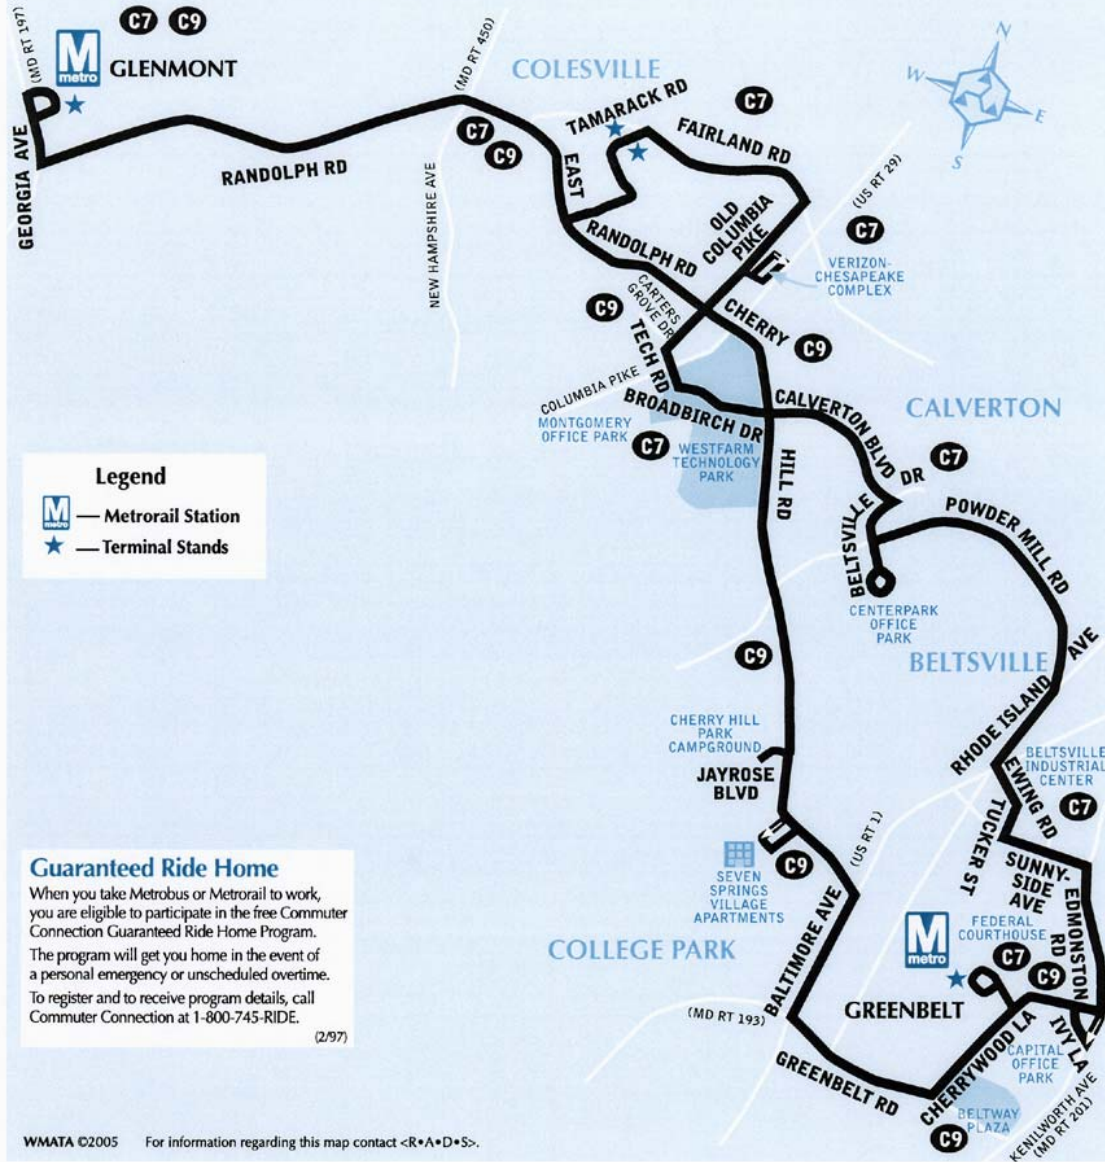 (MD RT 197)
C7 C9
M
metro
GLENMONT
GEORGIA AVE
RANDOLPH RD
(MD RT 450)
NEW HAMPSHIRE AVE
C7
C9
COLESVILLE
TAMARACK RD
C7
FAIRLAND RD
N
W
E
S
EAST
RANDOLPH RD
OLD
COLUMBIA
PIKE
(US RT 29)
C7
VERIZON-
CHESAPEAKE
COMPLEX
CARTERS
GROVE DR
C9
TECH RD
CHERRY
C9
COLUMBIA PIKE
MONTGOMERY
OFFICE PARK
BROADBIRCH DR
C7
WESTFARM
TECHNOLOGY
PARK
CALVERTON BLVD
CALVERTON
HILL RD
DR
C7
BELTSVILLE
POWDER MILL RD
CENTERPARK
OFFICE
PARK
Legend
M
metro
— Metrorail Station
★ — Terminal Stands
BELTSVILLE
AVE
RHODE ISLAND
C9
CHERRY HILL
PARK
CAMPGROUND
JAYROSE
BLVD
BELTSVILLE
INDUSTRIAL
CENTER
EWING RD
C7
TUCKER ST
SUNNY-
SIDE
AVE
EDMONSTON
RD
(US RT 1)
C9
SEVEN
SPRINGS
VILLAGE
APARTMENTS
BALTIMORE AVE
COLLEGE PARK
M
metro
FEDERAL
COURTHOUSE
C7
C9
GREENBELT
(MD RT 193)
GREENBELT RD
CHERRYWOOD LA
IVY LA
CAPITAL
OFFICE
PARK
BELTWAY
PLAZA
C9
KENILWORTH AVE
(MD RT 201)
Guaranteed Ride Home
When you take Metrobus or Metrorail to work,
you are eligible to participate in the free Commuter
Connection Guaranteed Ride Home Program.
The program will get you home in the event of
a personal emergency or unscheduled overtime.
To register and to receive program details, call
Commuter Connection at 1-800-745-RIDE.
(2/97)
WMATA ©2005 For information regarding this map contact <R•A•D•S>.